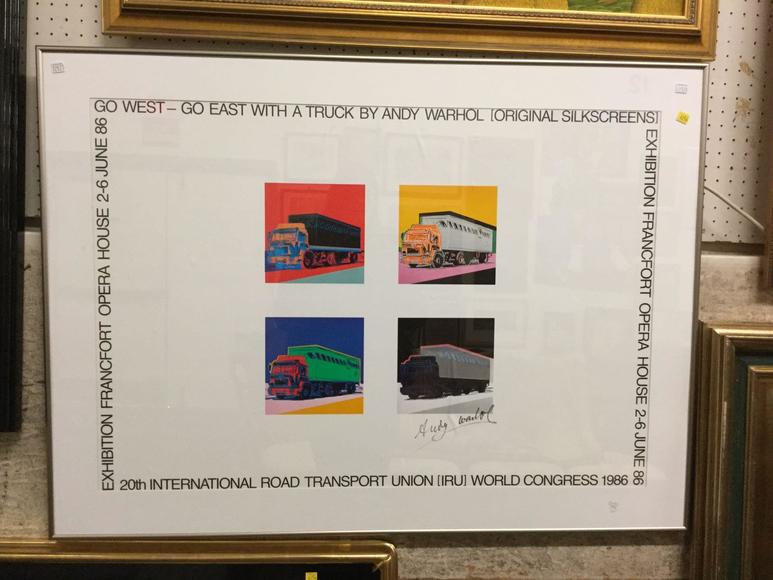 GO WEST – GO EAST WITH A TRUCK BY ANDY WARHOL [ORIGINAL SILKSCREENS]
EXHIBITION FRANCFORT OPERA HOUSE 2-6 JUNE 86
EXHIBITION FRANCFORT OPERA HOUSE 2-6 JUNE 86
Andy Warhol
20th INTERNATIONAL ROAD TRANSPORT UNION [IRU] WORLD CONGRESS 1986